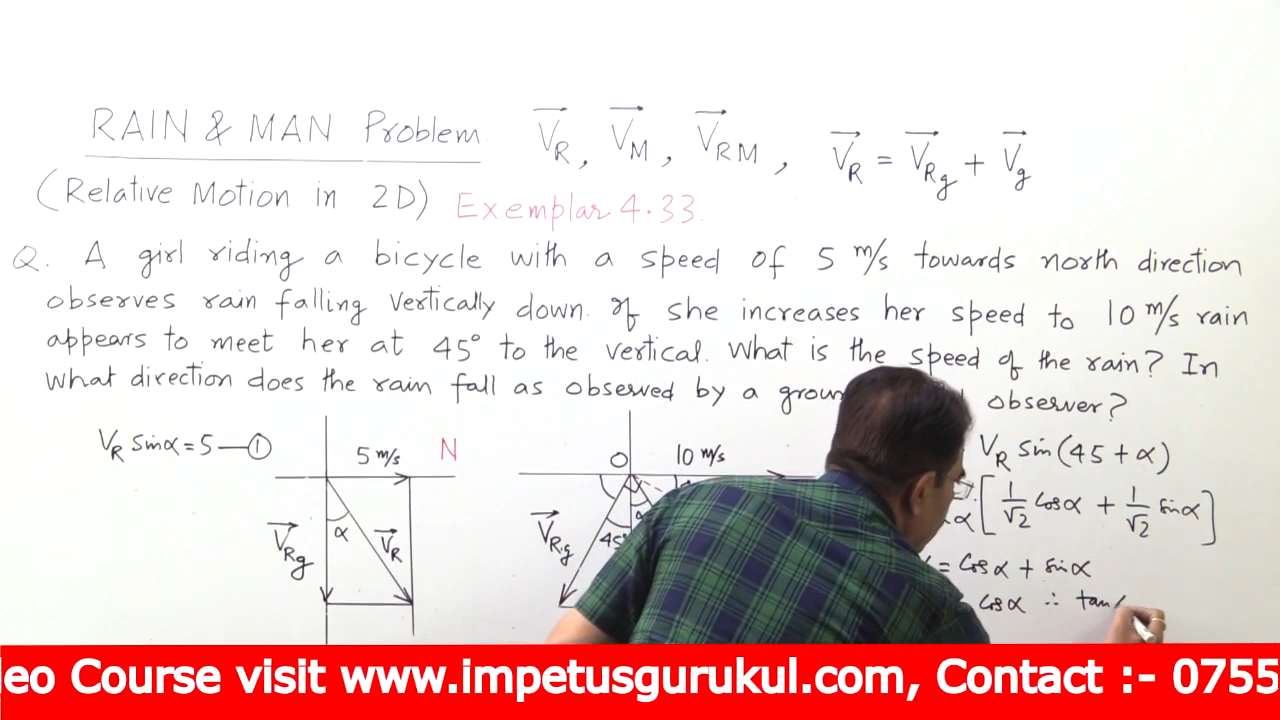 RAIN & MAN Problem V_R, V_M, V_RM, V_R = V_Rg + V_g
(Relative Motion in 2D) Exemplar 4.33.
Q. A girl riding a bicycle with a speed of 5 m/s towards north direction
observes rain falling vertically down. If she increases her speed to 10 m/s rain
appears to meet her at 45° to the vertical. What is the speed of the rain? In
what direction does the rain fall as observed by a observer?
V_R sinα = 5 — ①
5 m/s N
α
V_Rg
V_R
O 10 m/s
V_Rg
V_R sin(45 + α)
[1/√2 cosα + 1/√2 sinα]
= cosα + sinα
cosα ∴ tan
leo Course visit www.impetusgurukul.com, Contact :- 0755